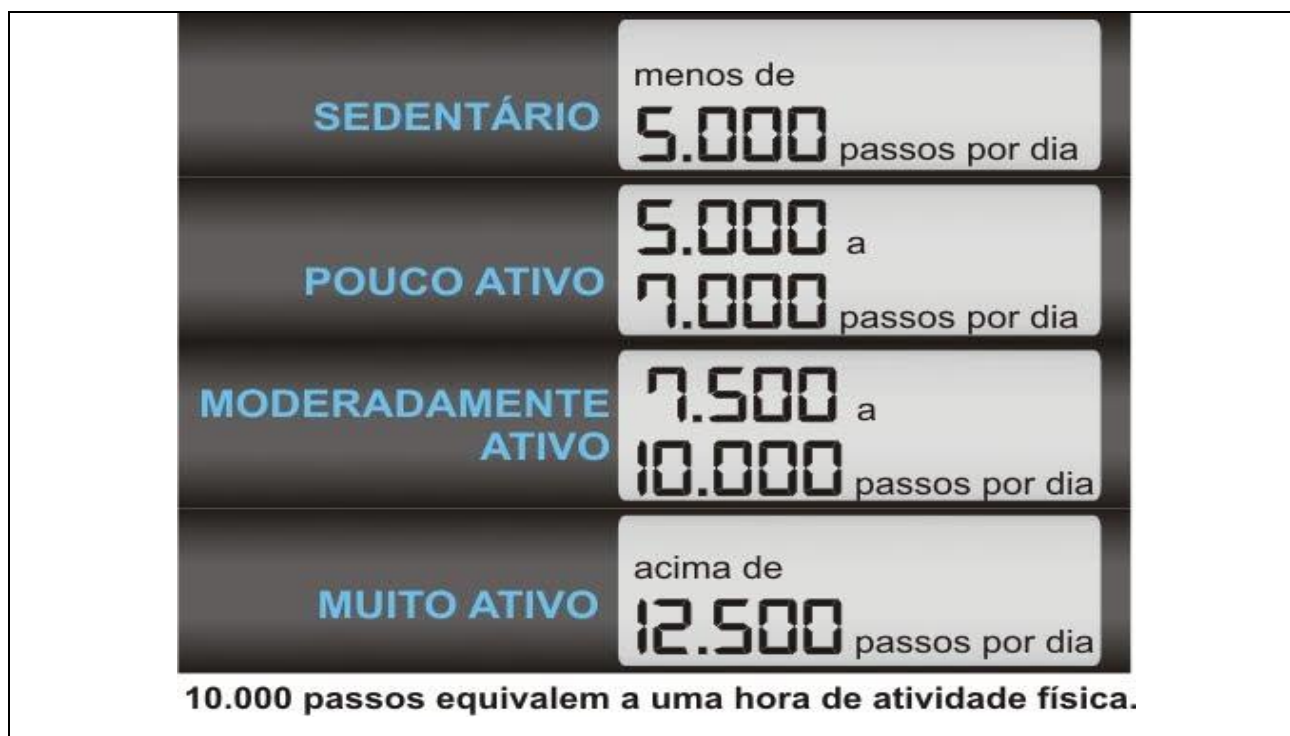 SEDENTÁRIO
menos de
5.000 passos por dia
POUCO ATIVO
5.000 a
7.000 passos por dia
MODERADAMENTE
ATIVO
7.500 a
10.000 passos por dia
MUITO ATIVO
acima de
12.500 passos por dia
10.000 passos equivalem a uma hora de atividade física.